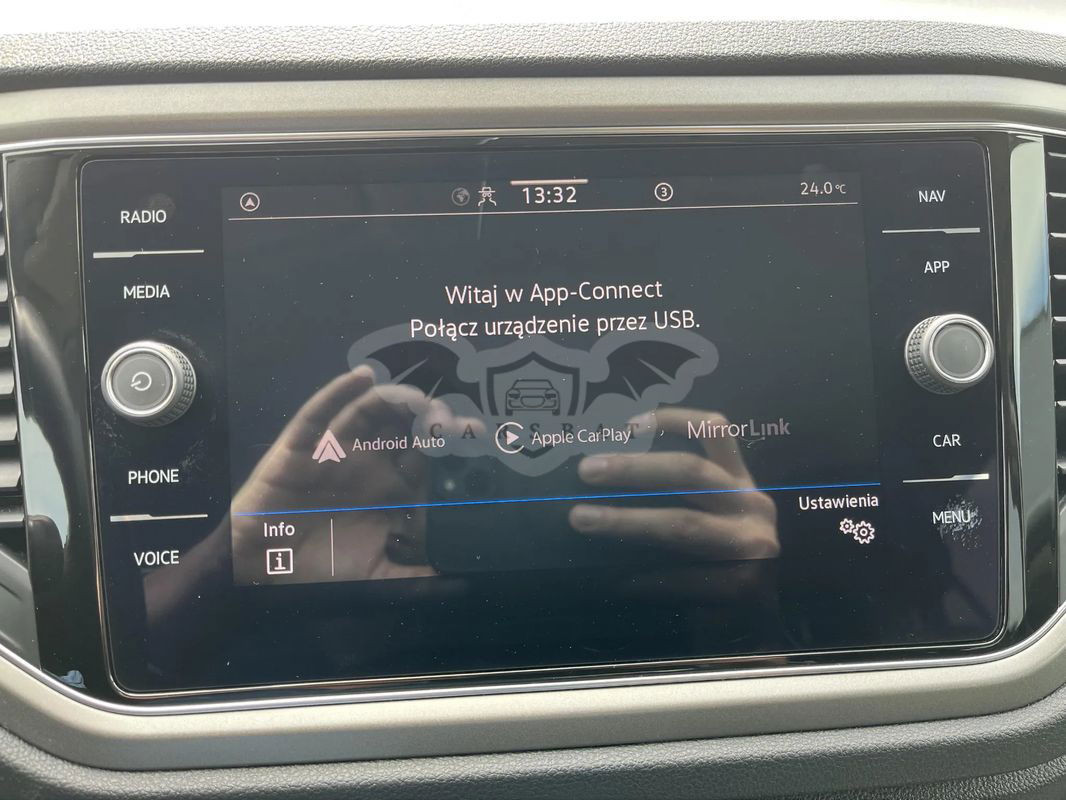 RADIO
MEDIA
PHONE
VOICE
13:32
3
24.0°C
Witaj w App-Connect
Połącz urządzenie przez USB.
CARSBAT
Android Auto
Apple CarPlay
MirrorLink
Info
i
Ustawienia
NAV
APP
CAR
MENU